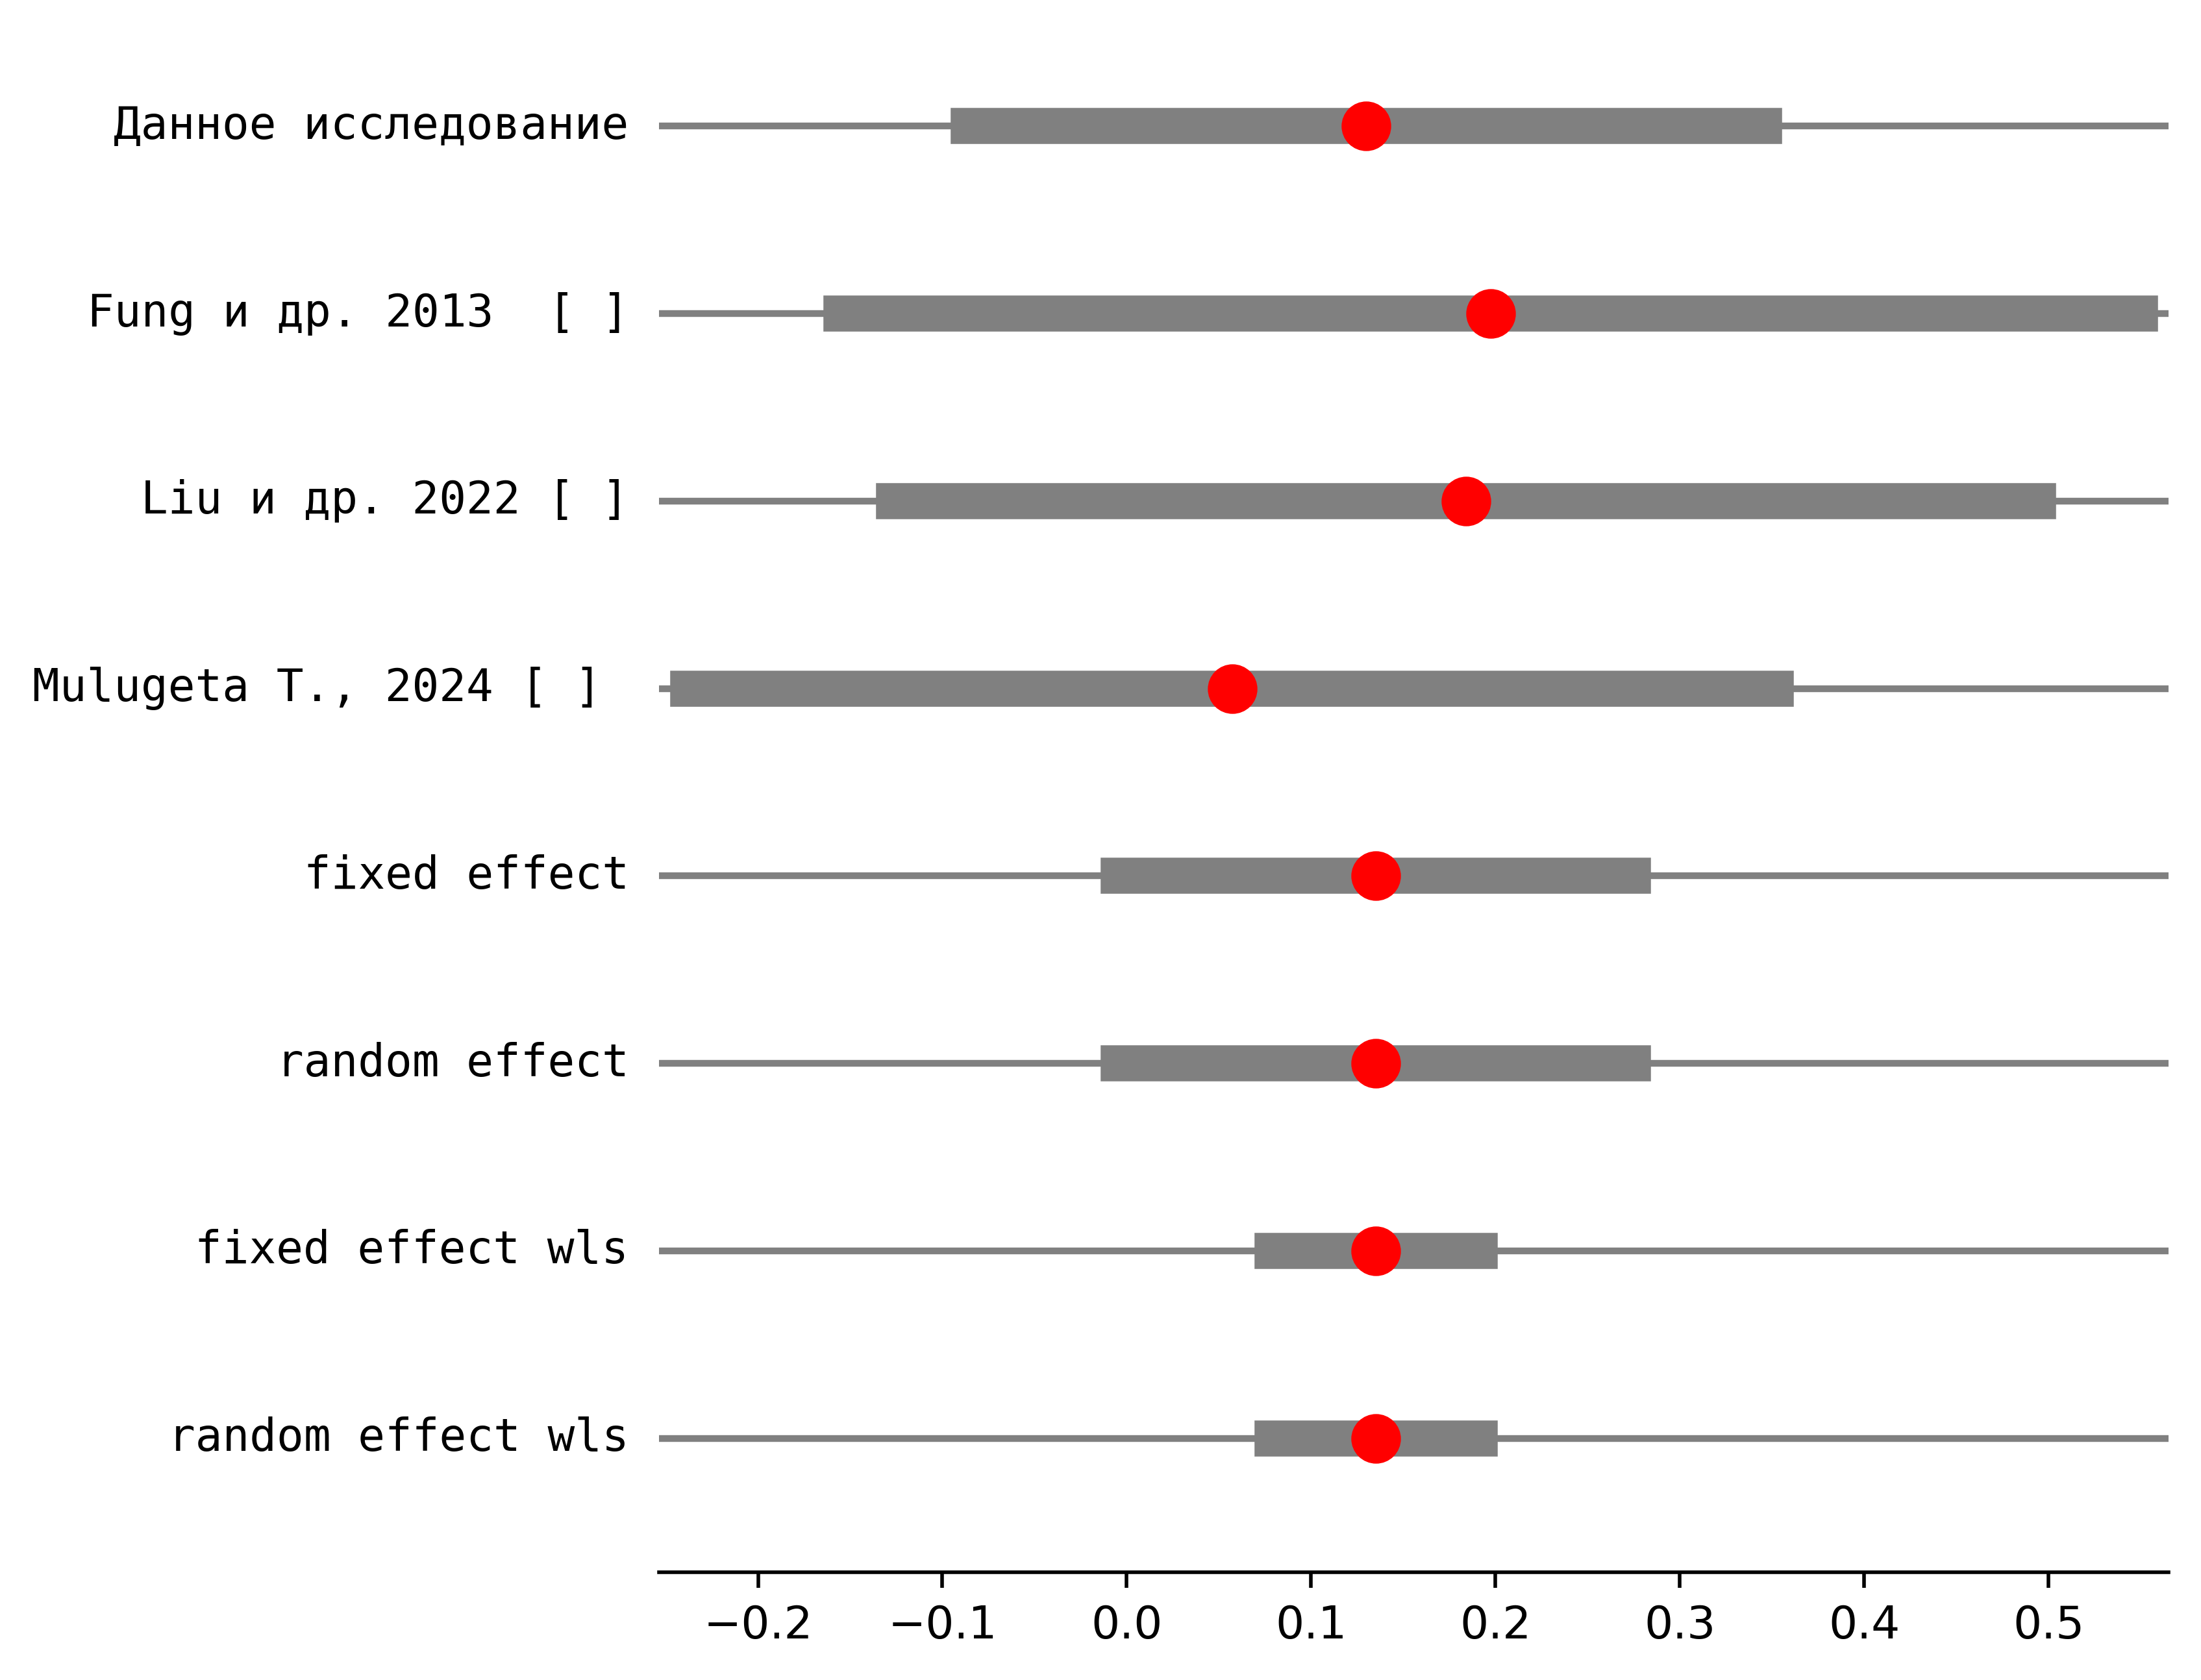 Данное исследование
Fung и др. 2013  [ ]
Liu и др. 2022 [ ]
Mulugeta T., 2024 [ ]
fixed effect
random effect
fixed effect wls
random effect wls
−0.2 −0.1 0.0 0.1 0.2 0.3 0.4 0.5